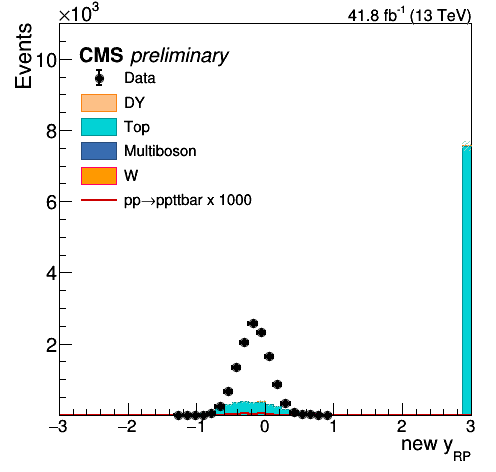 ×10³
41.8 fb⁻¹ (13 TeV)
Events
CMS preliminary
Data
DY
Top
Multiboson
W
pp→ppttbar x 1000
10
8
6
4
2
−3 −2 −1 0 1 2 3
new y_RP